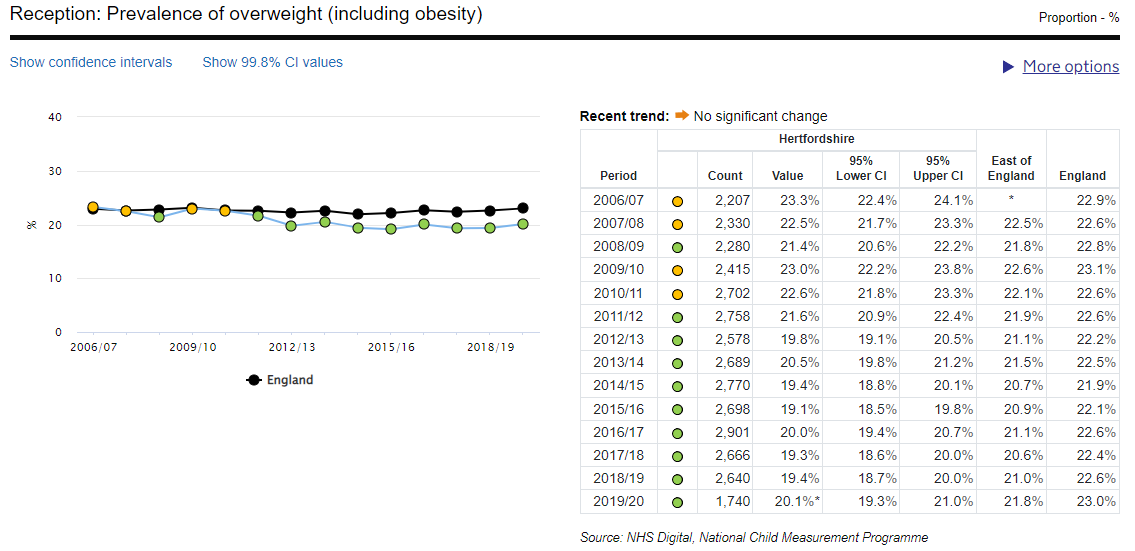 Reception: Prevalence of overweight (including obesity)
Proportion - %
Show confidence intervals Show 99.8% CI values
More options
40
30
20
10
0
%
2006/07 2009/10 2012/13 2015/16 2018/19
England
Recent trend: No significant change
Hertfordshire
Period Count Value 95% Lower CI 95% Upper CI East of England England
2006/07 2,207 23.3% 22.4% 24.1% * 22.9%
2007/08 2,330 22.5% 21.7% 23.3% 22.5% 22.6%
2008/09 2,280 21.4% 20.6% 22.2% 21.8% 22.8%
2009/10 2,415 23.0% 22.2% 23.8% 22.6% 23.1%
2010/11 2,702 22.6% 21.8% 23.3% 22.1% 22.6%
2011/12 2,758 21.6% 20.9% 22.4% 21.9% 22.6%
2012/13 2,578 19.8% 19.1% 20.5% 21.1% 22.2%
2013/14 2,689 20.5% 19.8% 21.2% 21.5% 22.5%
2014/15 2,770 19.4% 18.8% 20.1% 20.7% 21.9%
2015/16 2,698 19.1% 18.5% 19.8% 20.9% 22.1%
2016/17 2,901 20.0% 19.4% 20.7% 21.1% 22.6%
2017/18 2,666 19.3% 18.6% 20.0% 20.6% 22.4%
2018/19 2,640 19.4% 18.7% 20.0% 21.0% 22.6%
2019/20 1,740 20.1%* 19.3% 21.0% 21.8% 23.0%
Source: NHS Digital, National Child Measurement Programme